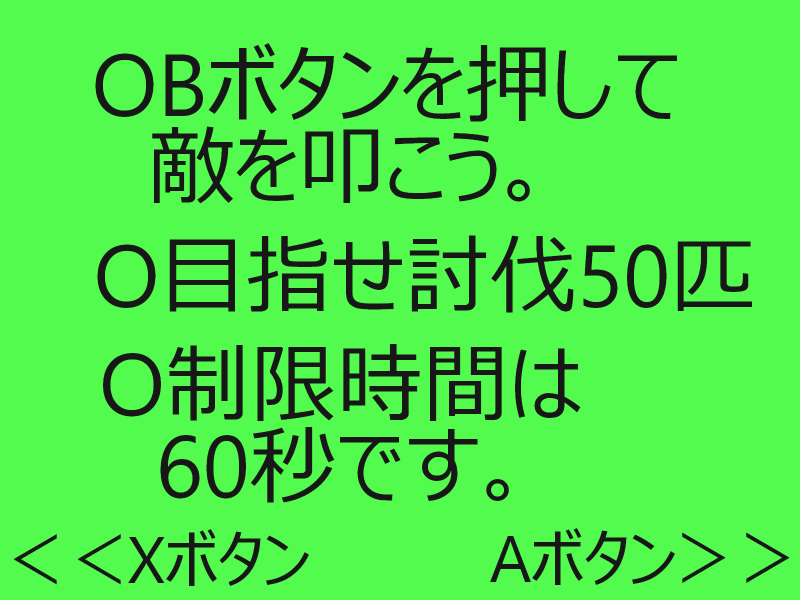 ○Bボタンを押して
敵を叩こう。
○目指せ討伐50匹
○制限時間は
60秒です。
＜＜Xボタン
Aボタン＞＞